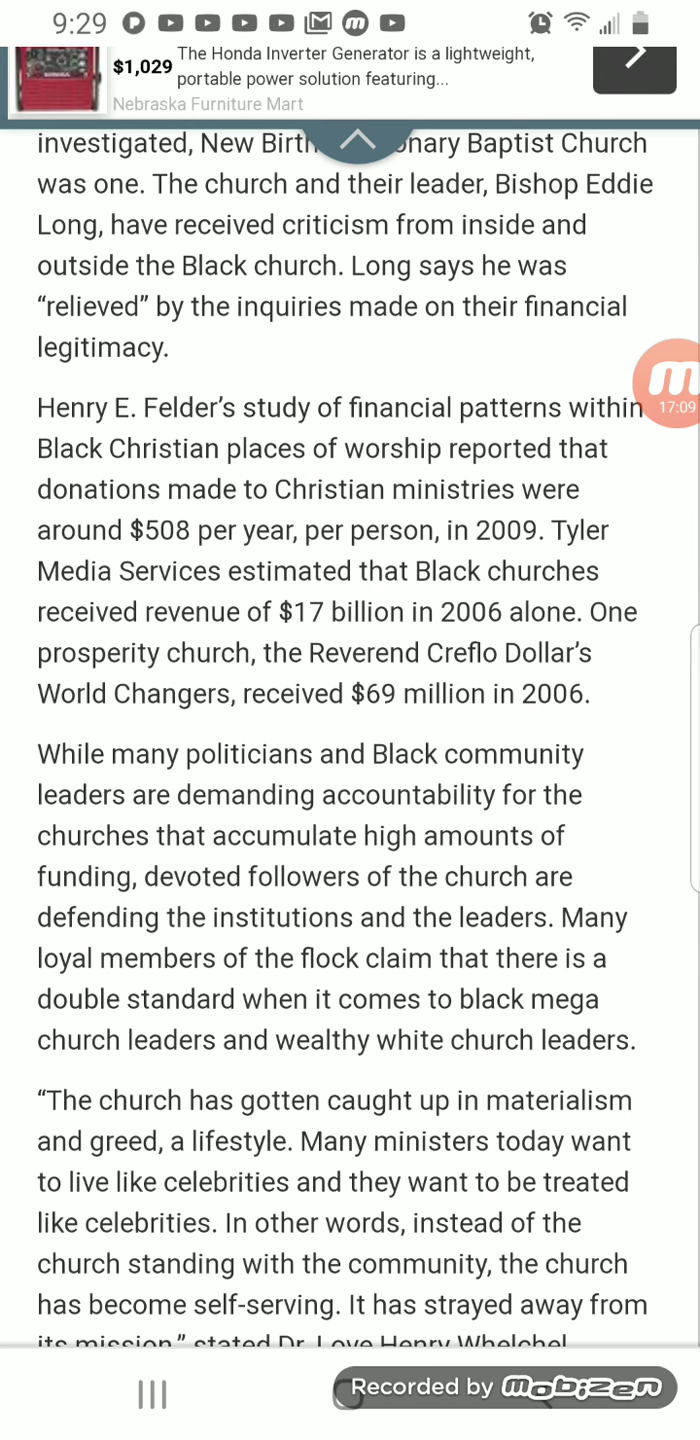 9:29
The Honda Inverter Generator is a lightweight,
$1,029 portable power solution featuring...
Nebraska Furniture Mart
investigated, New Birth Baptist Church
was one. The church and their leader, Bishop Eddie
Long, have received criticism from inside and
outside the Black church. Long says he was
“relieved” by the inquiries made on their financial
legitimacy.
Henry E. Felder’s study of financial patterns within
17:09
Black Christian places of worship reported that
donations made to Christian ministries were
around $508 per year, per person, in 2009. Tyler
Media Services estimated that Black churches
received revenue of $17 billion in 2006 alone. One
prosperity church, the Reverend Creflo Dollar’s
World Changers, received $69 million in 2006.
While many politicians and Black community
leaders are demanding accountability for the
churches that accumulate high amounts of
funding, devoted followers of the church are
defending the institutions and the leaders. Many
loyal members of the flock claim that there is a
double standard when it comes to black mega
church leaders and wealthy white church leaders.
“The church has gotten caught up in materialism
and greed, a lifestyle. Many ministers today want
to live like celebrities and they want to be treated
like celebrities. In other words, instead of the
church standing with the community, the church
has become self-serving. It has strayed away from
its mission,” stated Dr. Love Henry Whelchel
Recorded by mobizen